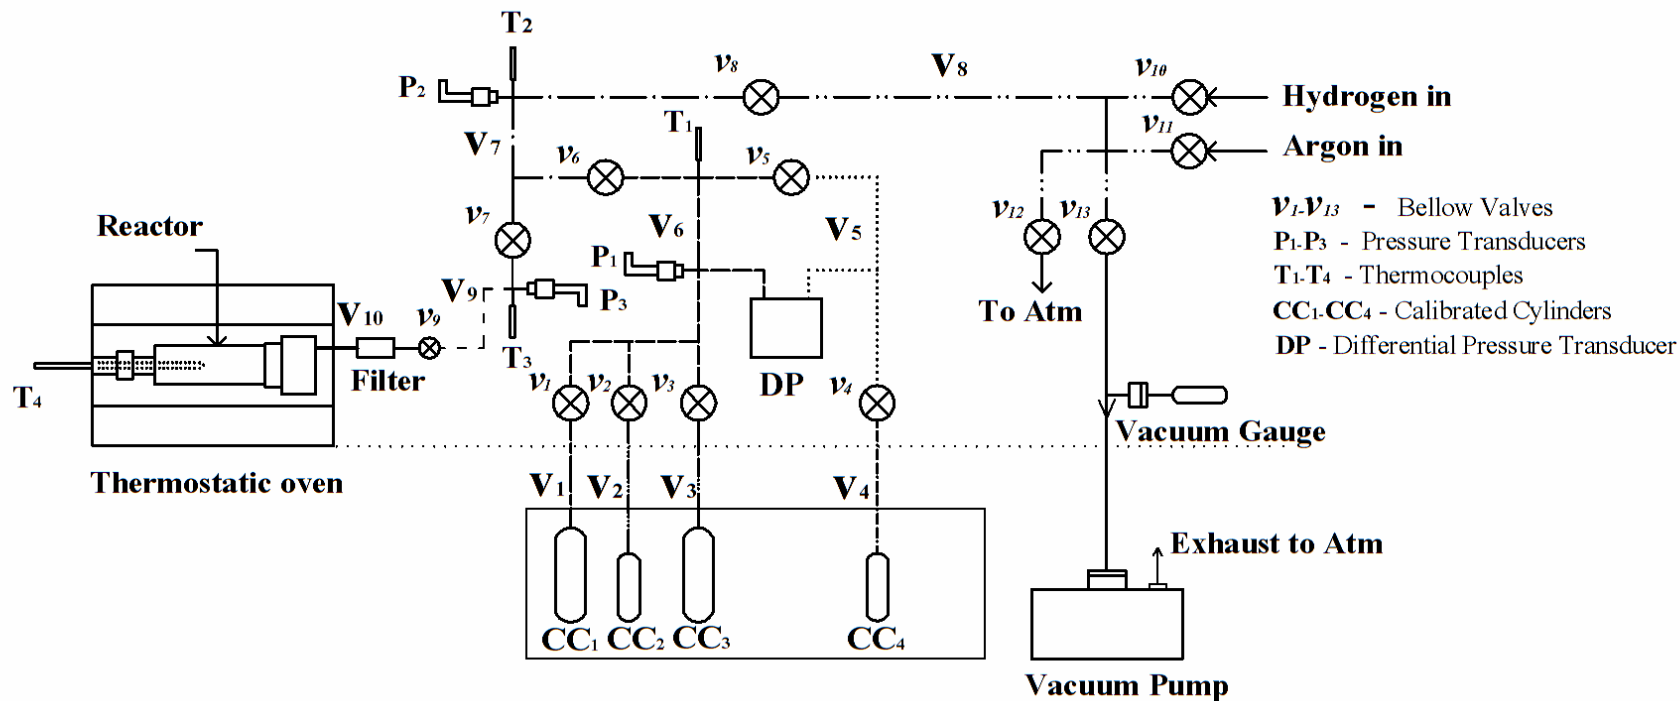 T2
P2
v8
V8
v10
Hydrogen in
v11
Argon in
T1
V7
v6
v5
v7
v12
v13
V6
V5
Reactor
P1
V9
P3
To Atm
v1-v13 - Bellow Valves
P1-P3 - Pressure Transducers
T1-T4 - Thermocouples
CC1-CC4 - Calibrated Cylinders
DP - Differential Pressure Transducer
V10
v9
T3
Filter
T4
v1
v2
v3
DP
v4
Vacuum Gauge
Thermostatic oven
V1
V2
V3
V4
Exhaust to Atm
CC1
CC2
CC3
CC4
Vacuum Pump